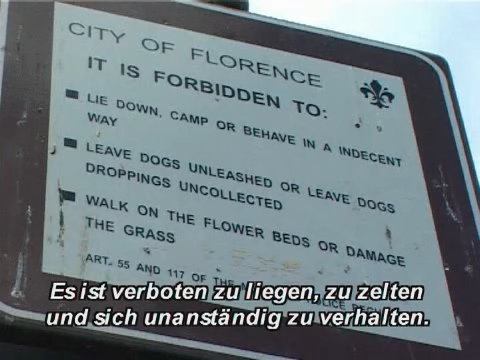 CITY OF FLORENCE
IT IS FORBIDDEN TO:
LIE DOWN, CAMP OR BEHAVE IN A INDECENT
WAY
LEAVE DOGS UNLEASHED OR LEAVE DOGS
DROPPINGS UNCOLLECTED
WALK ON THE FLOWER BEDS OR DAMAGE
THE GRASS
ART. 55 AND 117 OF THE
Es ist verboten zu liegen, zu zelten
und sich unanständig zu verhalten.